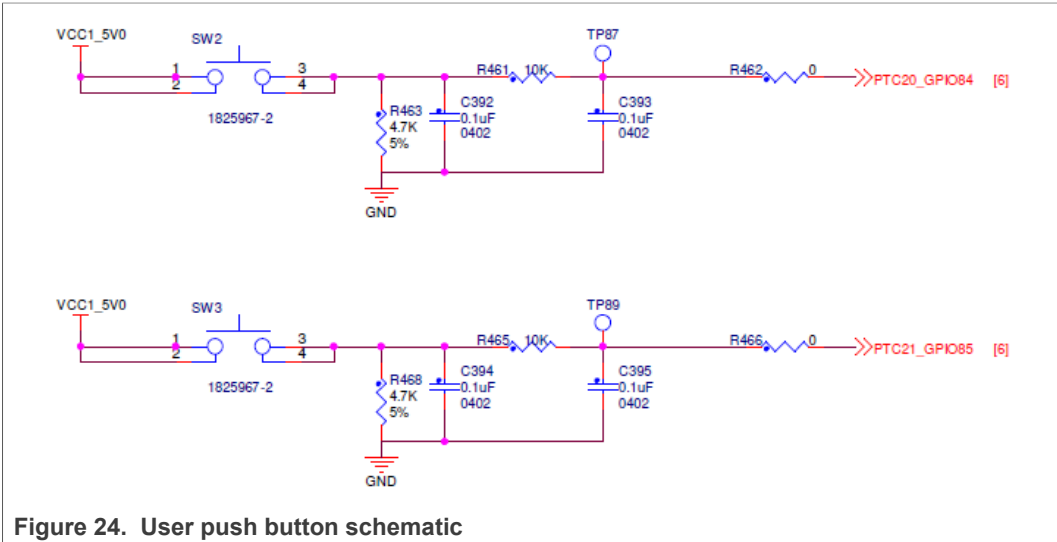 VCC1_5V0 SW2 TP87
1 3 R461 10K R462 0 PTC20_GPIO84 [6]
2 4
1825967-2
R463 4.7K 5%
C392 0.1uF 0402
C393 0.1uF 0402
GND
VCC1_5V0 SW3 TP89
1 3 R465 10K R466 0 PTC21_GPIO85 [6]
2 4
1825967-2
R468 4.7K 5%
C394 0.1uF 0402
C395 0.1uF 0402
GND
Figure 24. User push button schematic